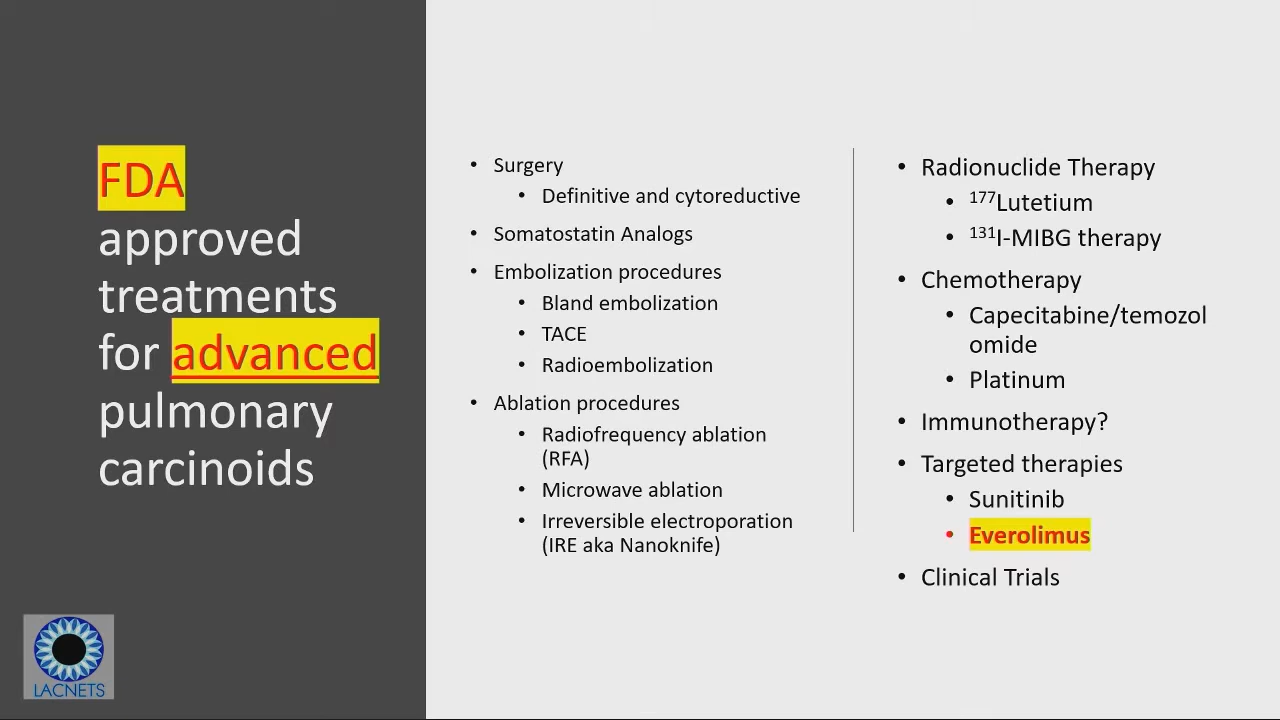 FDA
approved
treatments
for advanced
pulmonary
carcinoids
• Surgery
• Definitive and cytoreductive
• Somatostatin Analogs
• Embolization procedures
• Bland embolization
• TACE
• Radioembolization
• Ablation procedures
• Radiofrequency ablation
(RFA)
• Microwave ablation
• Irreversible electroporation
(IRE aka Nanoknife)
• Radionuclide Therapy
• ¹⁷⁷Lutetium
• ¹³¹I-MIBG therapy
• Chemotherapy
• Capecitabine/temozol
omide
• Platinum
• Immunotherapy?
• Targeted therapies
• Sunitinib
• Everolimus
• Clinical Trials
LACNETS